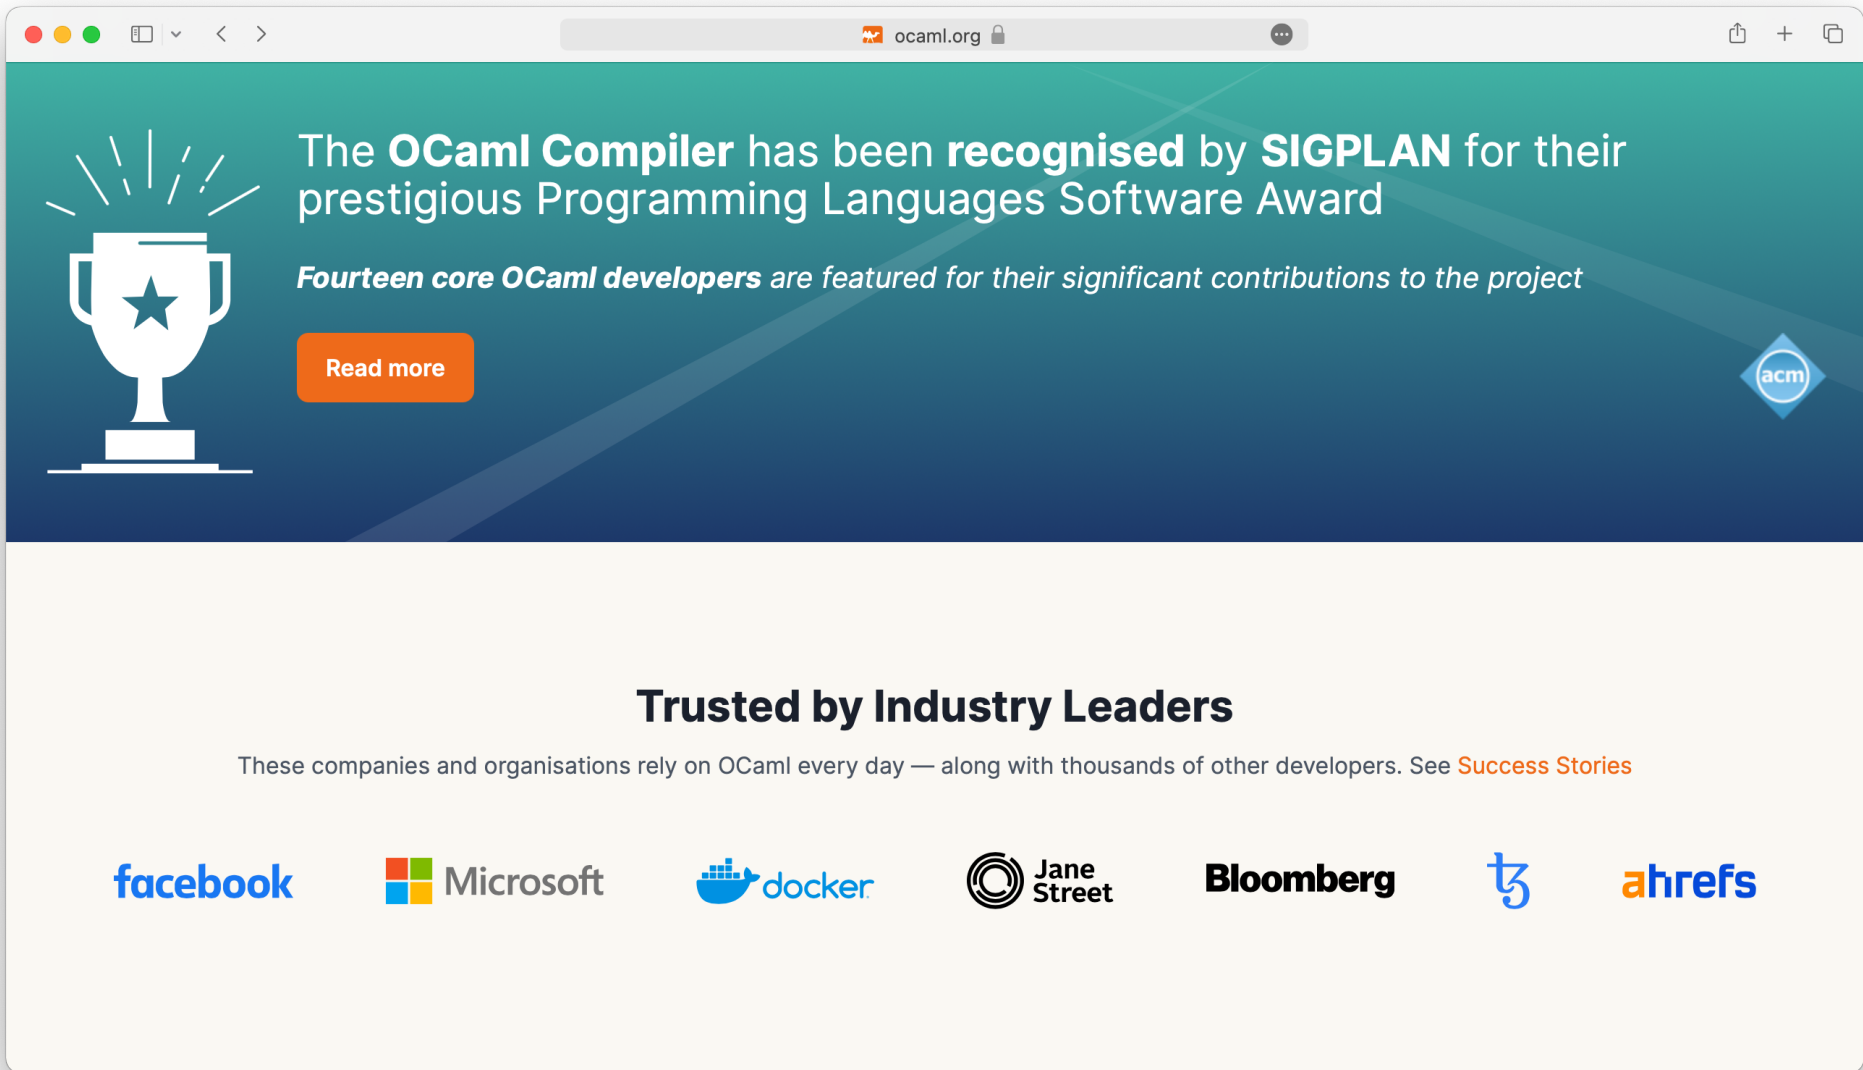 ocaml.org
The OCaml Compiler has been recognised by SIGPLAN for their
prestigious Programming Languages Software Award
Fourteen core OCaml developers are featured for their significant contributions to the project
Read more
acm
Trusted by Industry Leaders
These companies and organisations rely on OCaml every day — along with thousands of other developers. See Success Stories
facebook
Microsoft
docker
Jane
Street
Bloomberg
ahrefs